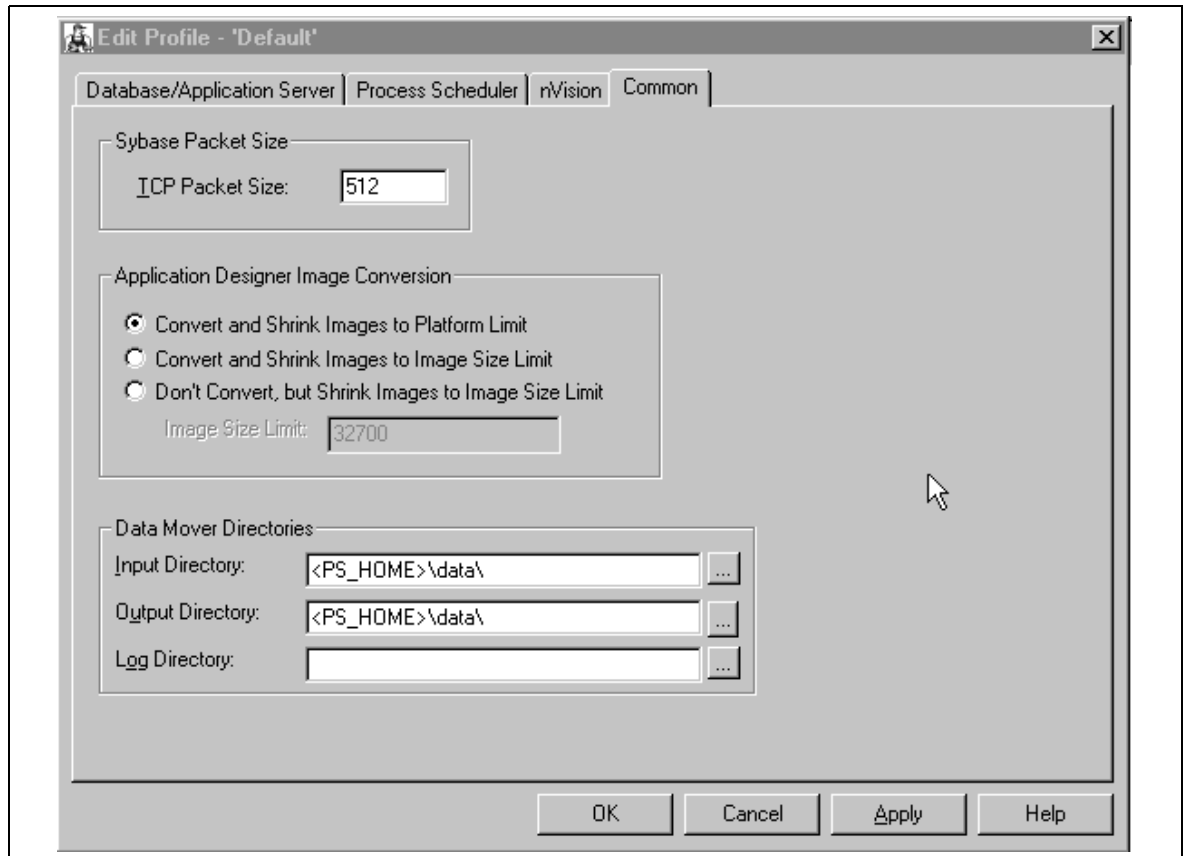 Edit Profile - 'Default'
Database/Application Server Process Scheduler nVision Common
Sybase Packet Size
TCP Packet Size: 512
Application Designer Image Conversion
Convert and Shrink Images to Platform Limit
Convert and Shrink Images to Image Size Limit
Don't Convert, but Shrink Images to Image Size Limit
Image Size Limit: 32700
Data Mover Directories
Input Directory: <PS_HOME>\data\ ...
Output Directory: <PS_HOME>\data\ ...
Log Directory: ...
OK Cancel Apply Help